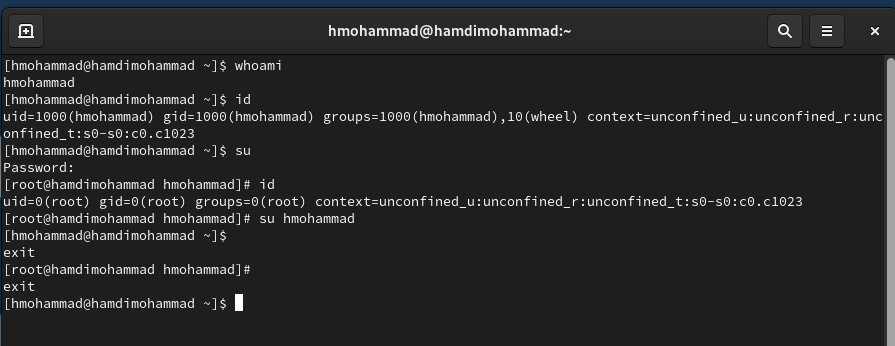 hmohammad@hamdimohammad:~
[hmohammad@hamdimohammad ~]$ whoami
hmohammad
[hmohammad@hamdimohammad ~]$ id
uid=1000(hmohammad) gid=1000(hmohammad) groups=1000(hmohammad),10(wheel) context=unconfined_u:unconfined_r:unc
onfined_t:s0-s0:c0.c1023
[hmohammad@hamdimohammad ~]$ su
Password:
[root@hamdimohammad hmohammad]# id
uid=0(root) gid=0(root) groups=0(root) context=unconfined_u:unconfined_r:unconfined_t:s0-s0:c0.c1023
[root@hamdimohammad hmohammad]# su hmohammad
[hmohammad@hamdimohammad ~]$
exit
[root@hamdimohammad hmohammad]#
exit
[hmohammad@hamdimohammad ~]$